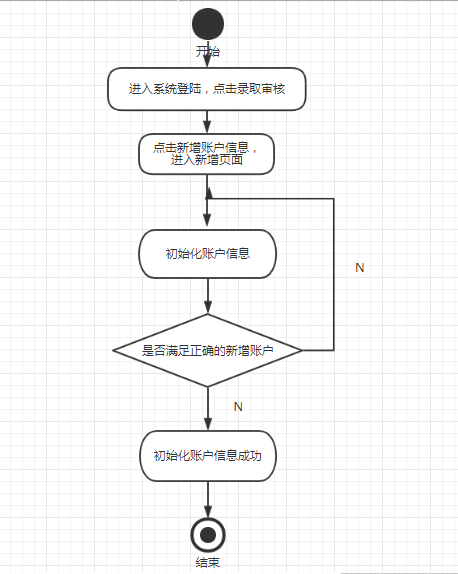 开始
进入系统登陆，点击录取审核
点击新增账户信息，
进入新增页面
初始化账户信息
N
是否满足正确的新增账户
N
初始化账户信息成功
结束